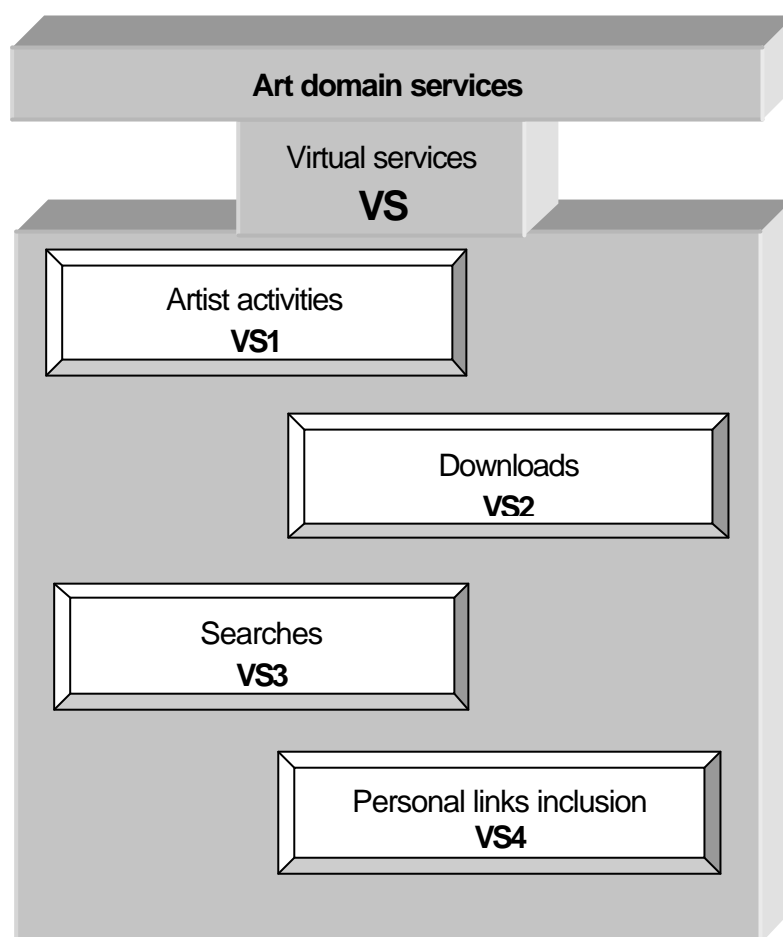 Art domain services
Virtual services
VS
Artist activities
VS1
Downloads
VS2
Searches
VS3
Personal links inclusion
VS4